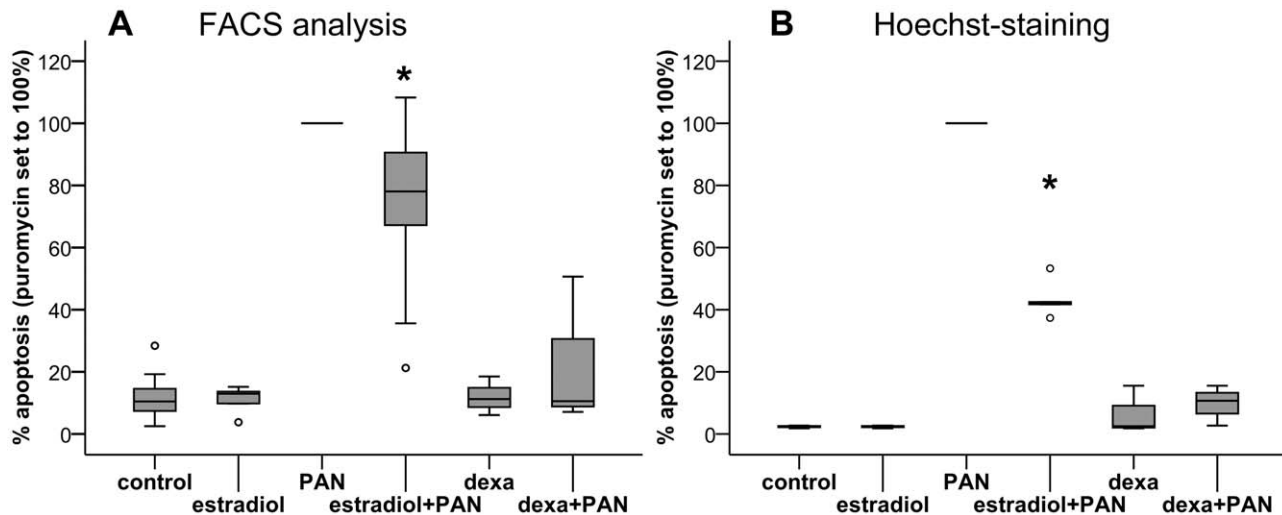 A FACS analysis
% apoptosis (puromycin set to 100%)
120
100
80
60
40
20
0
*
control
estradiol
PAN
estradiol+PAN
dexa
dexa+PAN
B Hoechst-staining
% apoptosis (puromycin set to 100%)
120
100
80
60
40
20
0
*
control
estradiol
PAN
estradiol+PAN
dexa
dexa+PAN